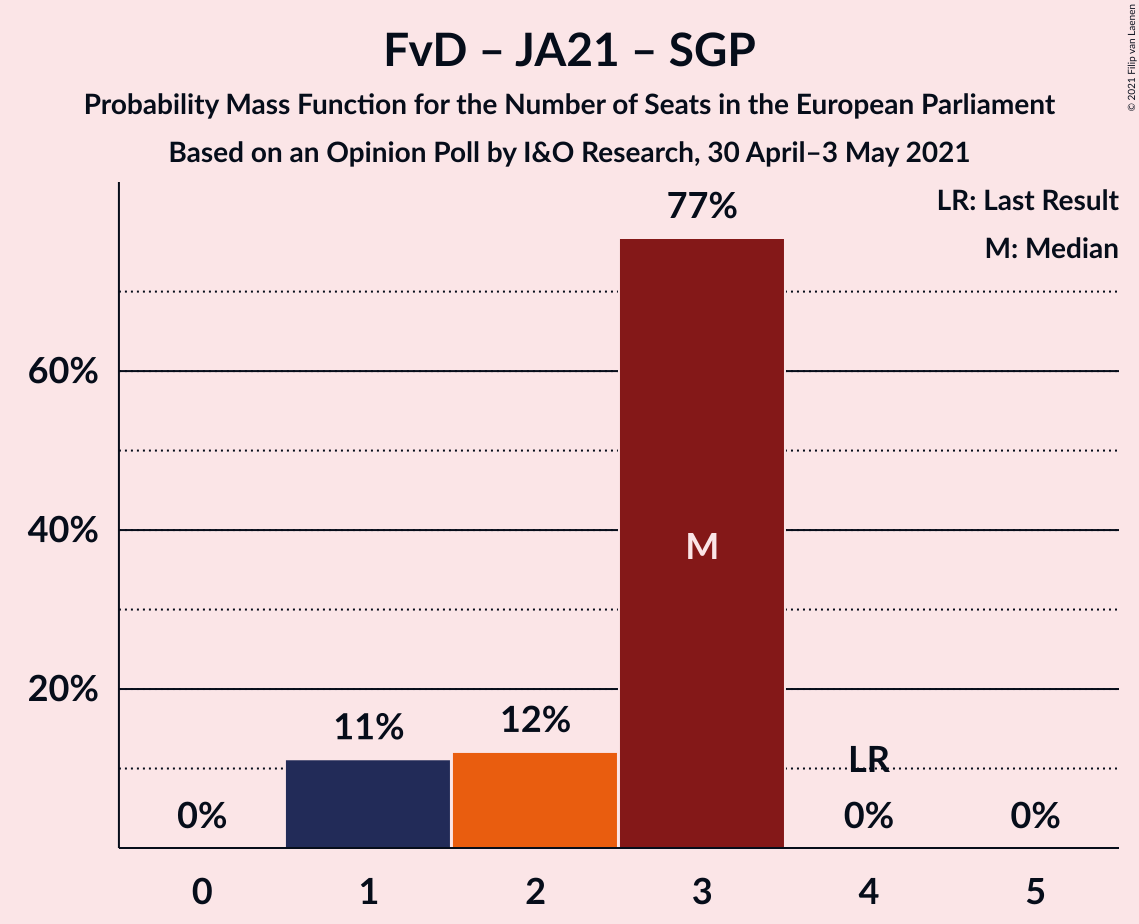 FvD – JA21 – SGP
Probability Mass Function for the Number of Seats in the European Parliament
Based on an Opinion Poll by I&O Research, 30 April–3 May 2021
© 2021 Filip van Laenen
LR: Last Result
M: Median
77%
60%
40%
20%
M
11%
12%
LR
0%
0%
0%
0
1
2
3
4
5